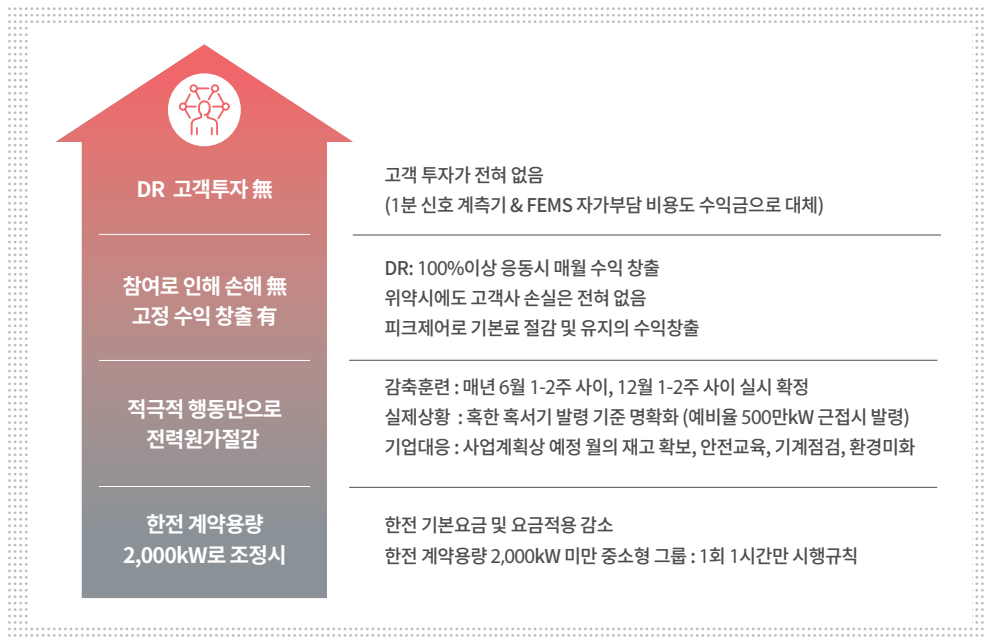 DR 고객투자 無
고객 투자가 전혀 없음
(1분 신호 계측기 & FEMS 자가부담 비용도 수익금으로 대체)
참여로 인해 손해 無
고정 수익 창출 有
DR: 100%이상 응동시 매월 수익 창출
위약시에도 고객사 손실은 전혀 없음
피크제어로 기본료 절감 및 유지의 수익창출
적극적 행동만으로
전력원가절감
감축훈련 : 매년 6월 1-2주 사이, 12월 1-2주 사이 실시 확정
실제상황 : 혹한 혹서기 발령 기준 명확화 (예비율 500만kW 근접시 발령)
기업대응 : 사업계획상 예정 월의 재고 확보, 안전교육, 기계점검, 환경미화
한전 계약용량
2,000kW로 조정시
한전 기본요금 및 요금적용 감소
한전 계약용량 2,000kW 미만 중소형 그룹 : 1회 1시간만 시행규칙